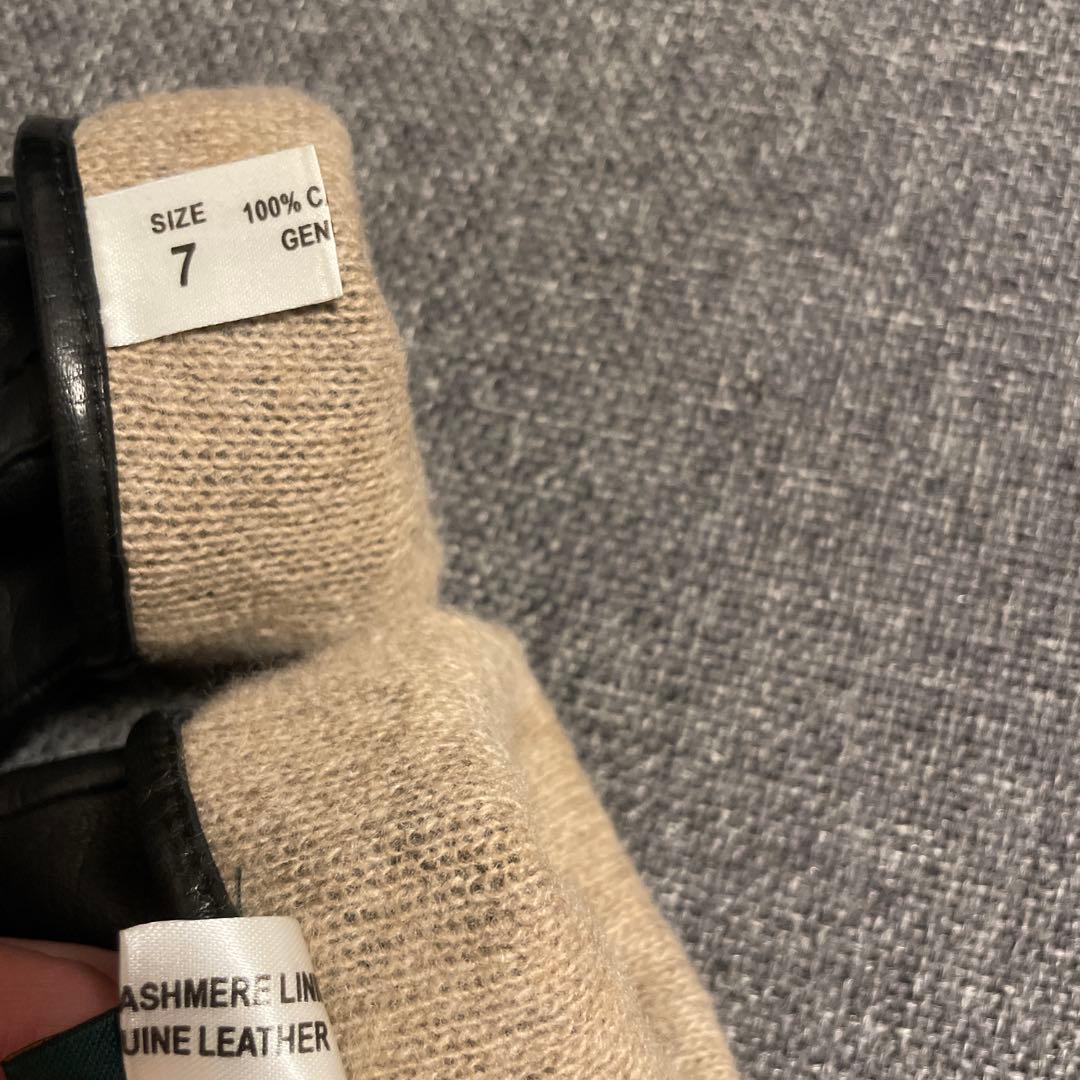 SIZE
7
100% C
GEN
ASHMERE LIN
UINE LEATHER